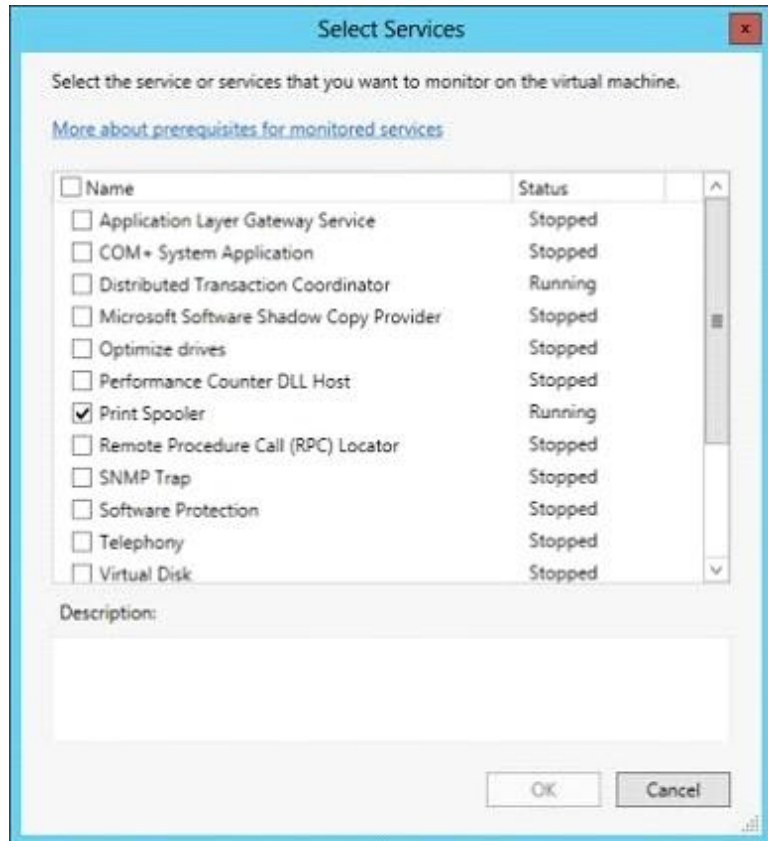 Select Services
x
Select the service or services that you want to monitor on the virtual machine.
More about prerequisites for monitored services
Name Status
Application Layer Gateway Service Stopped
COM+ System Application Stopped
Distributed Transaction Coordinator Running
Microsoft Software Shadow Copy Provider Stopped
Optimize drives Stopped
Performance Counter DLL Host Stopped
Print Spooler Running
Remote Procedure Call (RPC) Locator Stopped
SNMP Trap Stopped
Software Protection Stopped
Telephony Stopped
Virtual Disk Stopped
Description:
OK Cancel